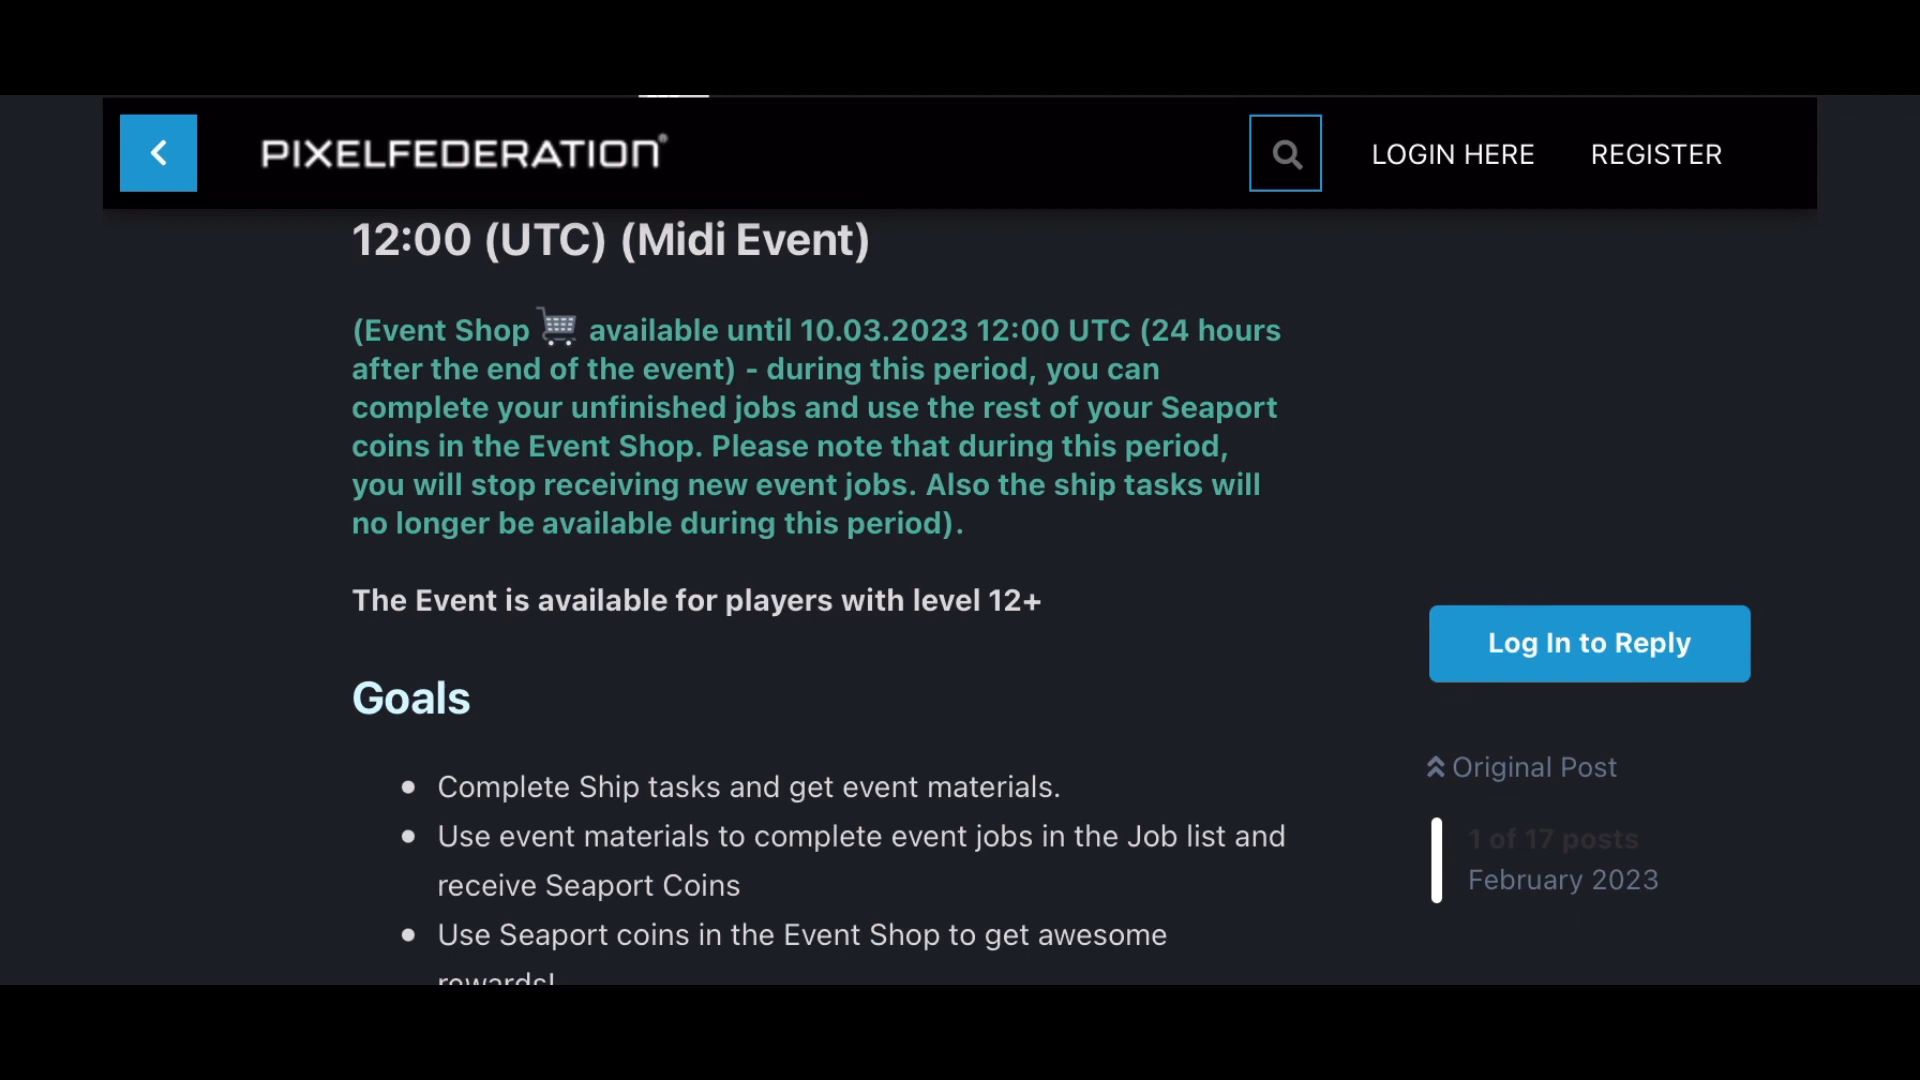 PIXELFEDERATION®
LOGIN HERE
REGISTER
12:00 (UTC) (Midi Event)
(Event Shop 🛒 available until 10.03.2023 12:00 UTC (24 hours
after the end of the event) - during this period, you can
complete your unfinished jobs and use the rest of your Seaport
coins in the Event Shop. Please note that during this period,
you will stop receiving new event jobs. Also the ship tasks will
no longer be available during this period).
The Event is available for players with level 12+
Log In to Reply
Goals
Original Post
• Complete Ship tasks and get event materials.
• Use event materials to complete event jobs in the Job list and
receive Seaport Coins
1 of 17 posts
February 2023
• Use Seaport coins in the Event Shop to get awesome
rewards!